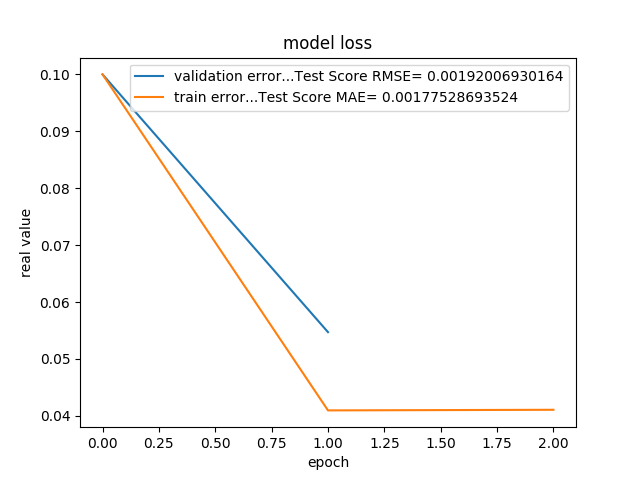 model loss
validation error...Test Score RMSE= 0.00192006930164
train error...Test Score MAE= 0.00177528693524
0.10
0.09
0.08
0.07
0.06
0.05
0.04
real value
0.00 0.25 0.50 0.75 1.00 1.25 1.50 1.75 2.00
epoch